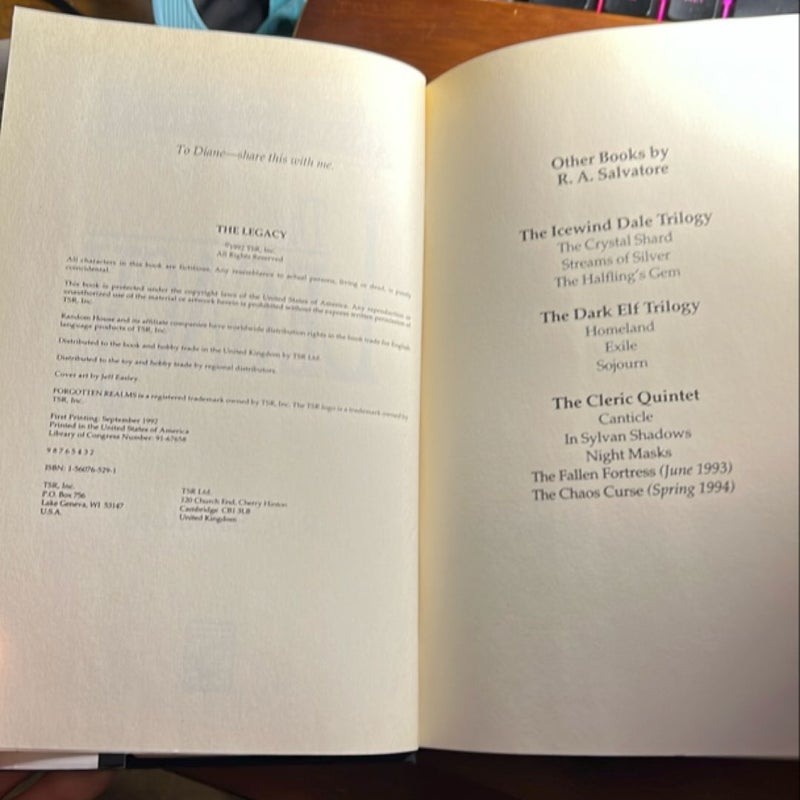 To Diane—share this with me.
THE LEGACY
©1992 TSR, Inc.
All Rights Reserved
All characters in this book are fictitious. Any resemblance to actual persons, living or dead, is purely
coincidental.
This book is protected under the copyright laws of the United States of America. Any reproduction or
unauthorized use of the material or artwork herein is prohibited without the express written permission of
TSR, Inc.
Random House and its affiliate companies have worldwide distribution rights in the book trade for English
language products of TSR, Inc.
Distributed to the book and hobby trade in the United Kingdom by TSR Ltd.
Distributed to the toy and hobby trade by regional distributors.
Cover art by Jeff Easley.
FORGOTTEN REALMS is a registered trademark owned by TSR, Inc. The TSR logo is a trademark owned by
TSR, Inc.
First Printing: September 1992
Printed in the United States of America
Library of Congress Number: 91-67658
9 8 7 6 5 4 3 2
ISBN: 1-56076-529-1
TSR, Inc.
P.O. Box 756
Lake Geneva, WI 53147
U.S.A.
TSR Ltd.
120 Church End, Cherry Hinton
Cambridge CB1 3LB
United Kingdom
Other Books by
R. A. Salvatore
The Icewind Dale Trilogy
The Crystal Shard
Streams of Silver
The Halfling's Gem
The Dark Elf Trilogy
Homeland
Exile
Sojourn
The Cleric Quintet
Canticle
In Sylvan Shadows
Night Masks
The Fallen Fortress (June 1993)
The Chaos Curse (Spring 1994)